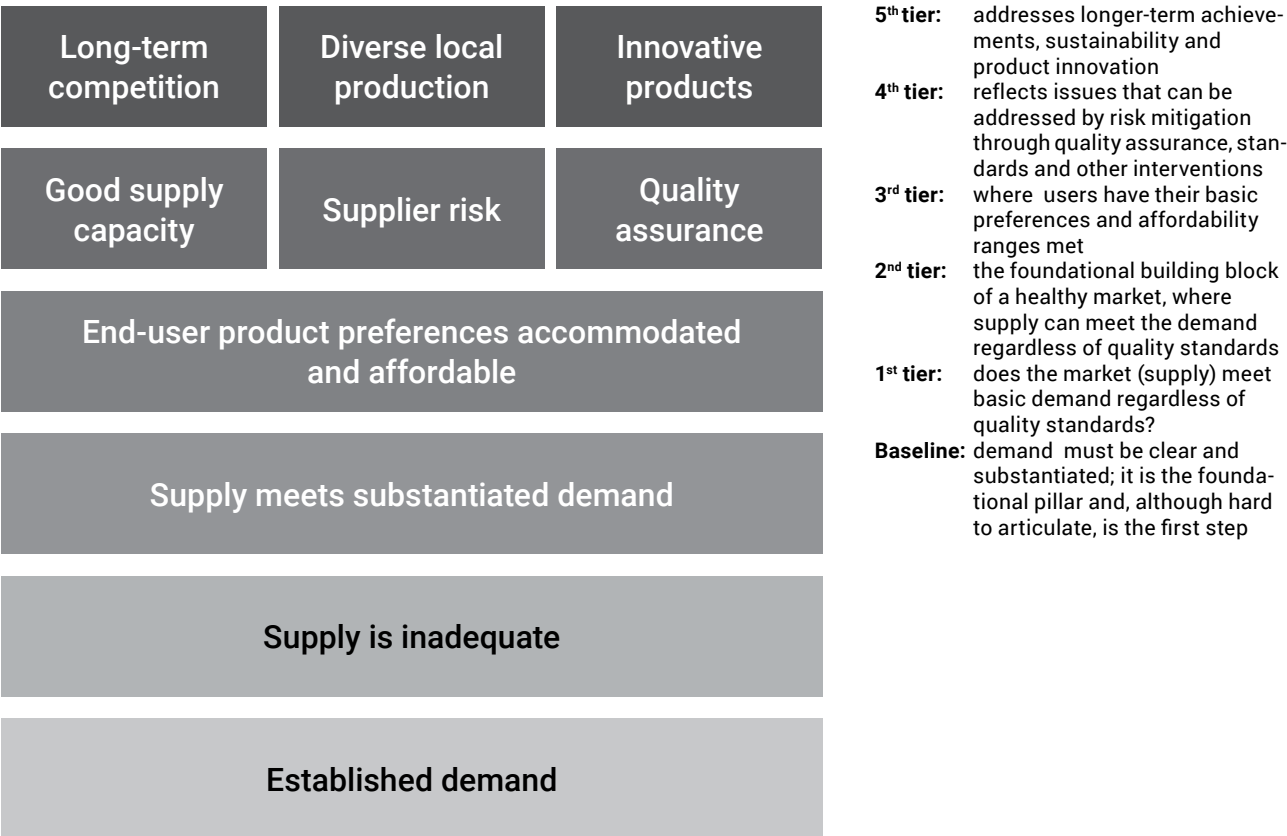 Long-term
competition
Diverse local
production
Innovative
products
Good supply
capacity
Supplier risk
Quality
assurance
End-user product preferences accommodated
and affordable
Supply meets substantiated demand
Supply is inadequate
Established demand
5th tier: addresses longer-term achieve-
ments, sustainability and
product innovation
4th tier: reflects issues that can be
addressed by risk mitigation
through quality assurance, stan-
dards and other interventions
3rd tier: where users have their basic
preferences and affordability
ranges met
2nd tier: the foundational building block
of a healthy market, where
supply can meet the demand
regardless of quality standards
1st tier: does the market (supply) meet
basic demand regardless of
quality standards?
Baseline: demand must be clear and
substantiated; it is the founda-
tional pillar and, although hard
to articulate, is the first step